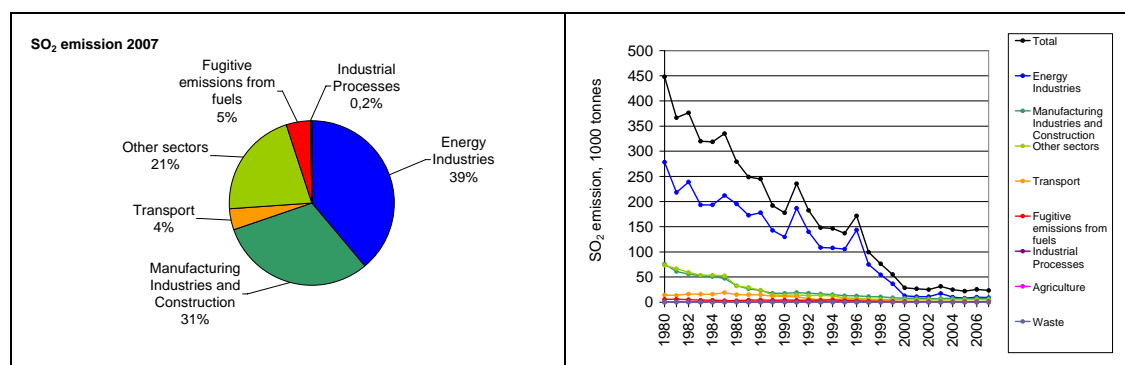 SO2 emission 2007
Fugitive
emissions from
fuels
5%
Industrial
Processes
0,2%
Energy
Industries
39%
Other sectors
21%
Transport
4%
Manufacturing
Industries and
Construction
31%
SO2 emission, 1000 tonnes
500
450
400
350
300
250
200
150
100
50
0
1980
1982
1984
1986
1988
1990
1992
1994
1996
1998
2000
2002
2004
2006
Total
Energy
Industries
Manufacturing
Industries and
Construction
Other sectors
Transport
Fugitive
emissions from
fuels
Industrial
Processes
Agriculture
Waste